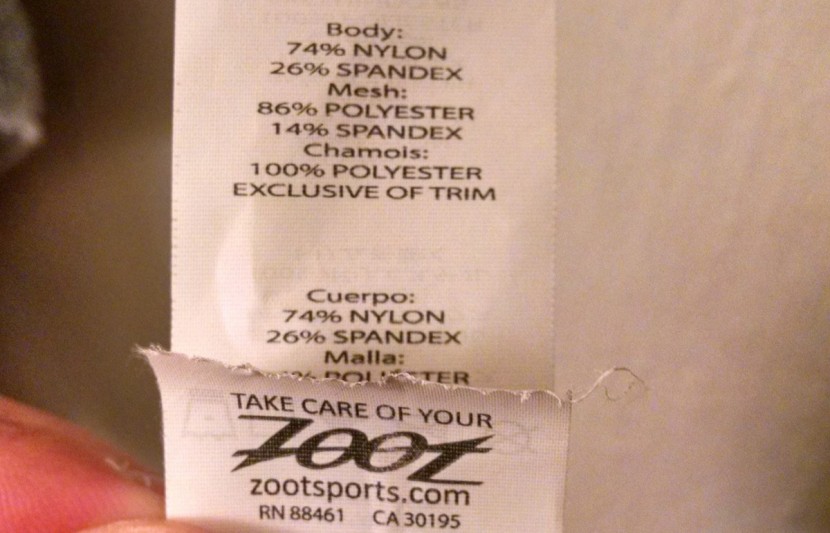 Body:
74% NYLON
26% SPANDEX
Mesh:
86% POLYESTER
14% SPANDEX
Chamois:
100% POLYESTER
EXCLUSIVE OF TRIM
Cuerpo:
74% NYLON
26% SPANDEX
Malla:
% POLYESTER
TAKE CARE OF YOUR
ZOOT
zootsports.com
RN 88461 CA 30195